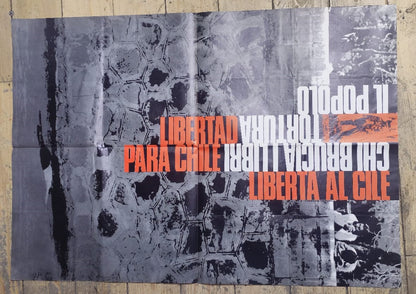 LIBERTAD
PARA CHILE
LIBERTA AL CILE
CHI BRUCIA I LIBRI
TORTURA
IL POPOLO